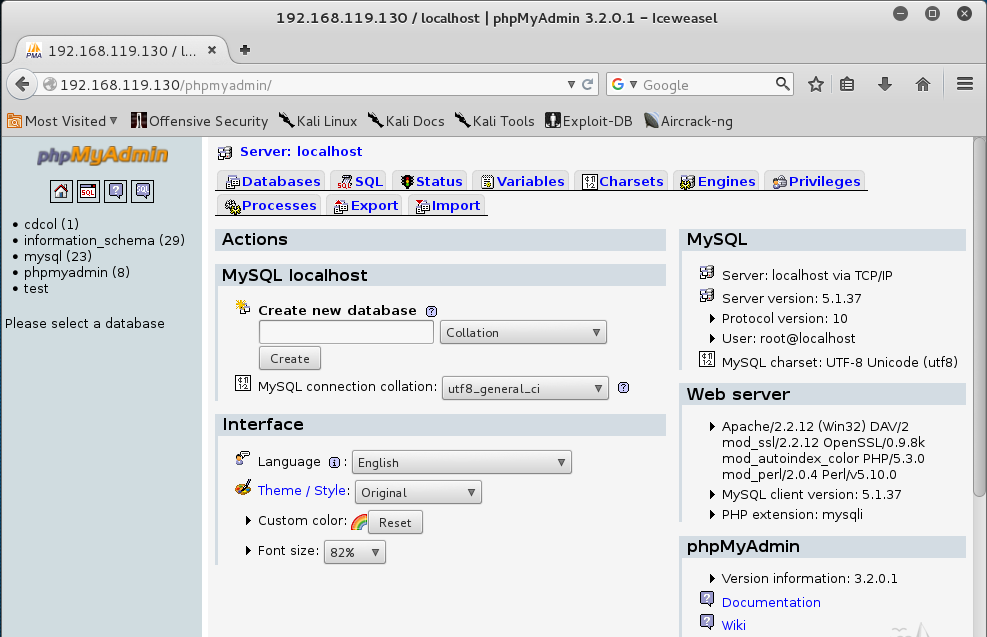 192.168.119.130 / localhost | phpMyAdmin 3.2.0.1 – Iceweasel
192.168.119.130 / l...
192.168.119.130/phpmyadmin/
Google
Most Visited
Offensive Security
Kali Linux
Kali Docs
Kali Tools
Exploit-DB
Aircrack-ng
phpMyAdmin
cdcol (1)
information_schema (29)
mysql (23)
phpmyadmin (8)
test
Please select a database
Server: localhost
Databases SQL Status Variables Charsets Engines Privileges
Processes Export Import
Actions
MySQL localhost
Create new database
Collation
Create
MySQL connection collation: utf8_general_ci
Interface
Language : English
Theme / Style: Original
Custom color: Reset
Font size: 82%
MySQL
Server: localhost via TCP/IP
Server version: 5.1.37
Protocol version: 10
User: root@localhost
MySQL charset: UTF-8 Unicode (utf8)
Web server
Apache/2.2.12 (Win32) DAV/2
mod_ssl/2.2.12 OpenSSL/0.9.8k
mod_autoindex_color PHP/5.3.0
mod_perl/2.0.4 Perl/v5.10.0
MySQL client version: 5.1.37
PHP extension: mysqli
phpMyAdmin
Version information: 3.2.0.1
Documentation
Wiki